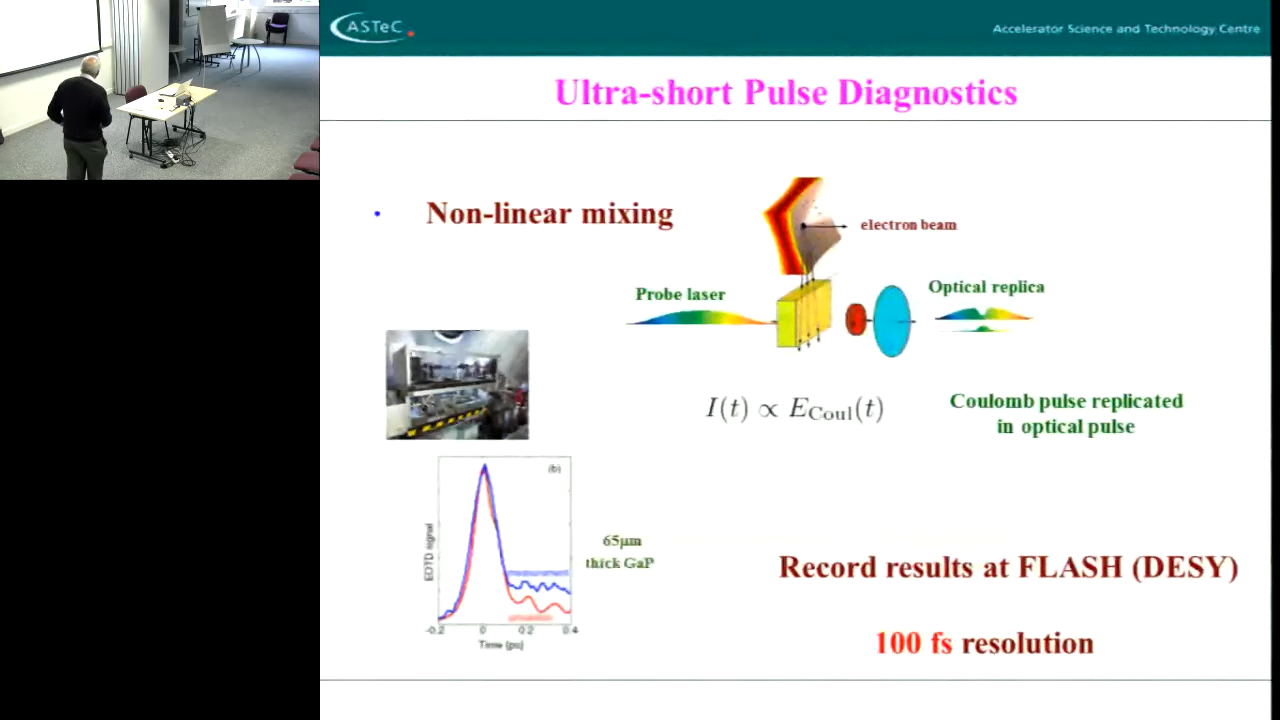 ASTeC
Accelerator Science and Technology Centre
Ultra-short Pulse Diagnostics
• Non-linear mixing
electron beam
Probe laser
Optical replica
I(t) ∝ E_Coul(t)
Coulomb pulse replicated
in optical pulse
(b)
EOTD signal
-0.2 0 0.2 0.4
Time (ps)
65μm
thick GaP
Record results at FLASH (DESY)
100 fs resolution